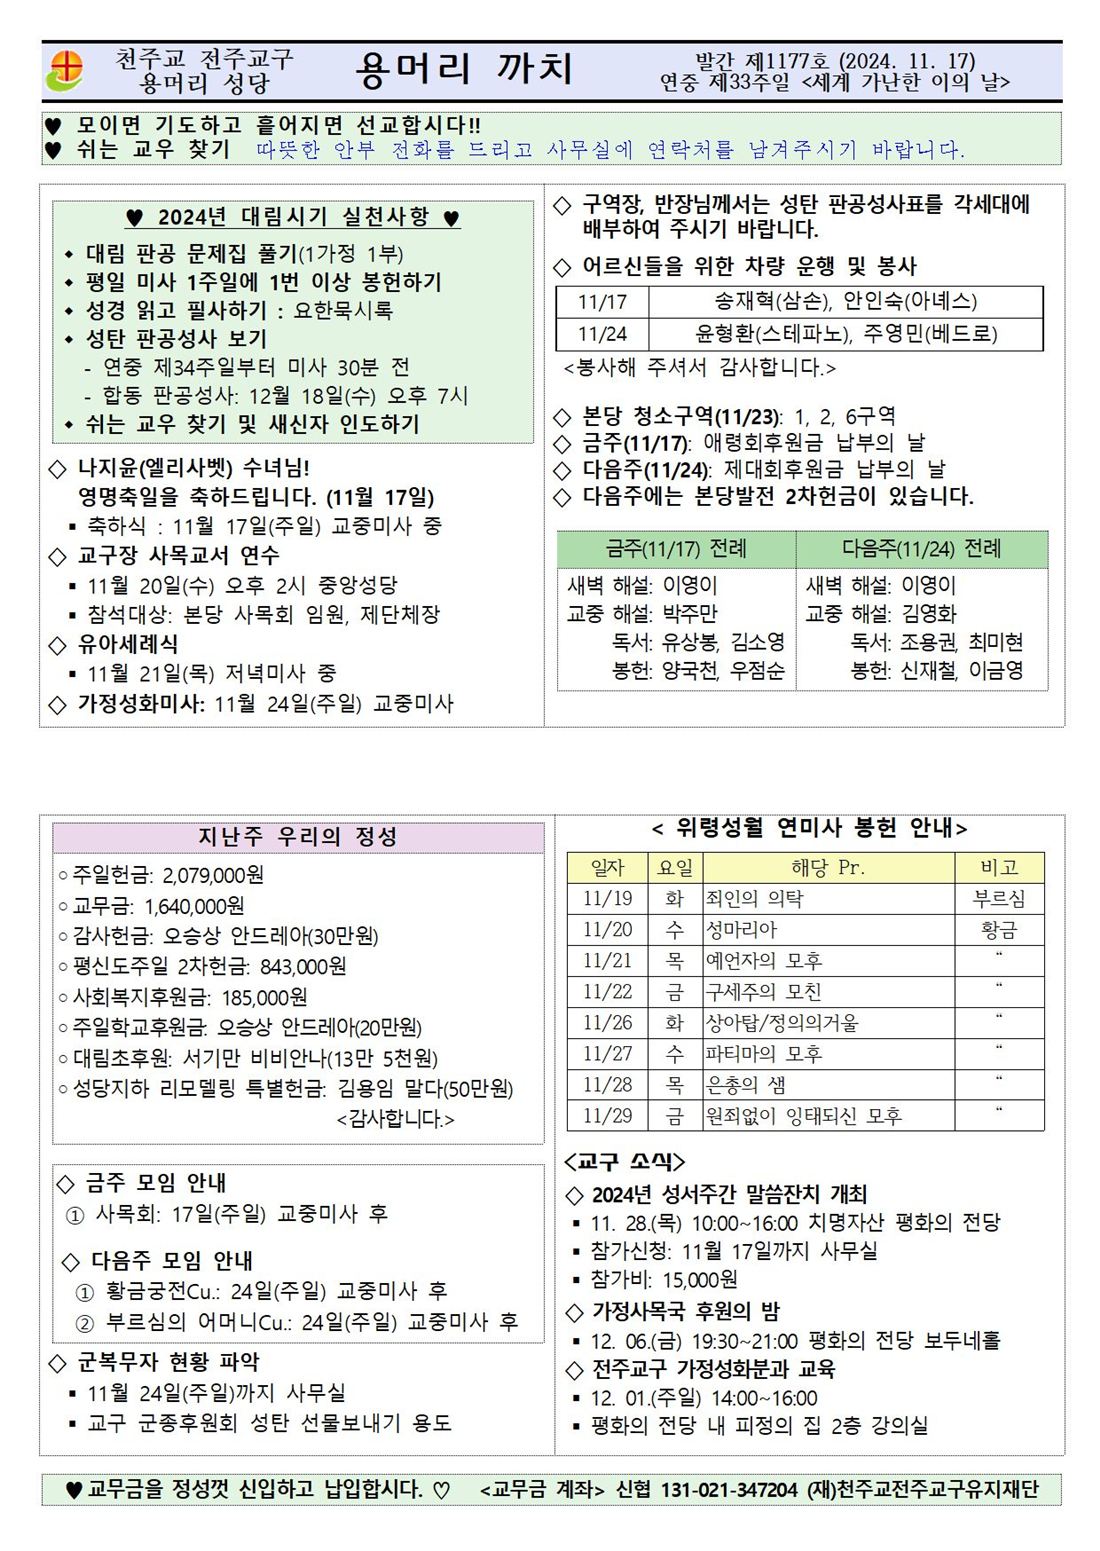 천주교 전주교구
용머리 성당
용머리 까치
발간 제1177호 (2024. 11. 17)
연중 제33주일 <세계 가난한 이의 날>
♥ 모이면 기도하고 흩어지면 선교합시다!!
♥ 쉬는 교우 찾기 따뜻한 안부 전화를 드리고 사무실에 연락처를 남겨주시기 바랍니다.
♥ 2024년 대림시기 실천사항 ♥
◆ 대림 판공 문제집 풀기(1가정 1부)
◆ 평일 미사 1주일에 1번 이상 봉헌하기
◆ 성경 읽고 필사하기 : 요한묵시록
◆ 성탄 판공성사 보기
- 연중 제34주일부터 미사 30분 전
- 합동 판공성사: 12월 18일(수) 오후 7시
◆ 쉬는 교우 찾기 및 새신자 인도하기
◇ 나지윤(엘리사벳) 수녀님!
영명축일을 축하드립니다. (11월 17일)
▪ 축하식 : 11월 17일(주일) 교중미사 중
◇ 교구장 사목교서 연수
▪ 11월 20일(수) 오후 2시 중앙성당
▪ 참석대상: 본당 사목회 임원, 제단체장
◇ 유아세례식
▪ 11월 21일(목) 저녁미사 중
◇ 가정성화미사: 11월 24일(주일) 교중미사
◇ 구역장, 반장님께서는 성탄 판공성사표를 각세대에
배부하여 주시기 바랍니다.
◇ 어르신들을 위한 차량 운행 및 봉사
11/17 송재혁(삼손), 안인숙(아녜스)
11/24 윤형환(스테파노), 주영민(베드로)
<봉사해 주셔서 감사합니다.>
◇ 본당 청소구역(11/23): 1, 2, 6구역
◇ 금주(11/17): 애령회후원금 납부의 날
◇ 다음주(11/24): 제대회후원금 납부의 날
◇ 다음주에는 본당발전 2차헌금이 있습니다.
금주(11/17) 전례 다음주(11/24) 전례
새벽 해설: 이영이 새벽 해설: 이영이
교중 해설: 박주만 교중 해설: 김영화
독서: 유상봉, 김소영 독서: 조용권, 최미현
봉헌: 양국천, 우점순 봉헌: 신재철, 이금영
지난주 우리의 정성
○ 주일헌금: 2,079,000원
○ 교무금: 1,640,000원
○ 감사헌금: 오승상 안드레아(30만원)
○ 평신도주일 2차헌금: 843,000원
○ 사회복지후원금: 185,000원
○ 주일학교후원금: 오승상 안드레아(20만원)
○ 대림초후원: 서기만 비비안나(13만 5천원)
○ 성당지하 리모델링 특별헌금: 김용임 말다(50만원)
<감사합니다.>
◇ 금주 모임 안내
① 사목회: 17일(주일) 교중미사 후
◇ 다음주 모임 안내
① 황금궁전Cu.: 24일(주일) 교중미사 후
② 부르심의 어머니Cu.: 24일(주일) 교중미사 후
◇ 군복무자 현황 파악
▪ 11월 24일(주일)까지 사무실
▪ 교구 군종후원회 성탄 선물보내기 용도
< 위령성월 연미사 봉헌 안내>
일자 요일 해당 Pr. 비고
11/19 화 죄인의 의탁 부르심
11/20 수 성마리아 황금
11/21 목 예언자의 모후 “
11/22 금 구세주의 모친 “
11/26 화 상아탑/정의의거울 “
11/27 수 파티마의 모후 “
11/28 목 은총의 샘 “
11/29 금 원죄없이 잉태되신 모후 “
<교구 소식>
◇ 2024년 성서주간 말씀잔치 개최
▪ 11. 28.(목) 10:00~16:00 치명자산 평화의 전당
▪ 참가신청: 11월 17일까지 사무실
▪ 참가비: 15,000원
◇ 가정사목국 후원의 밤
▪ 12. 06.(금) 19:30~21:00 평화의 전당 보두네홀
◇ 전주교구 가정성화분과 교육
▪ 12. 01.(주일) 14:00~16:00
▪ 평화의 전당 내 피정의 집 2층 강의실
♥교무금을 정성껏 신입하고 납입합시다. ♡ <교무금 계좌> 신협 131-021-347204 (재)천주교전주교구유지재단